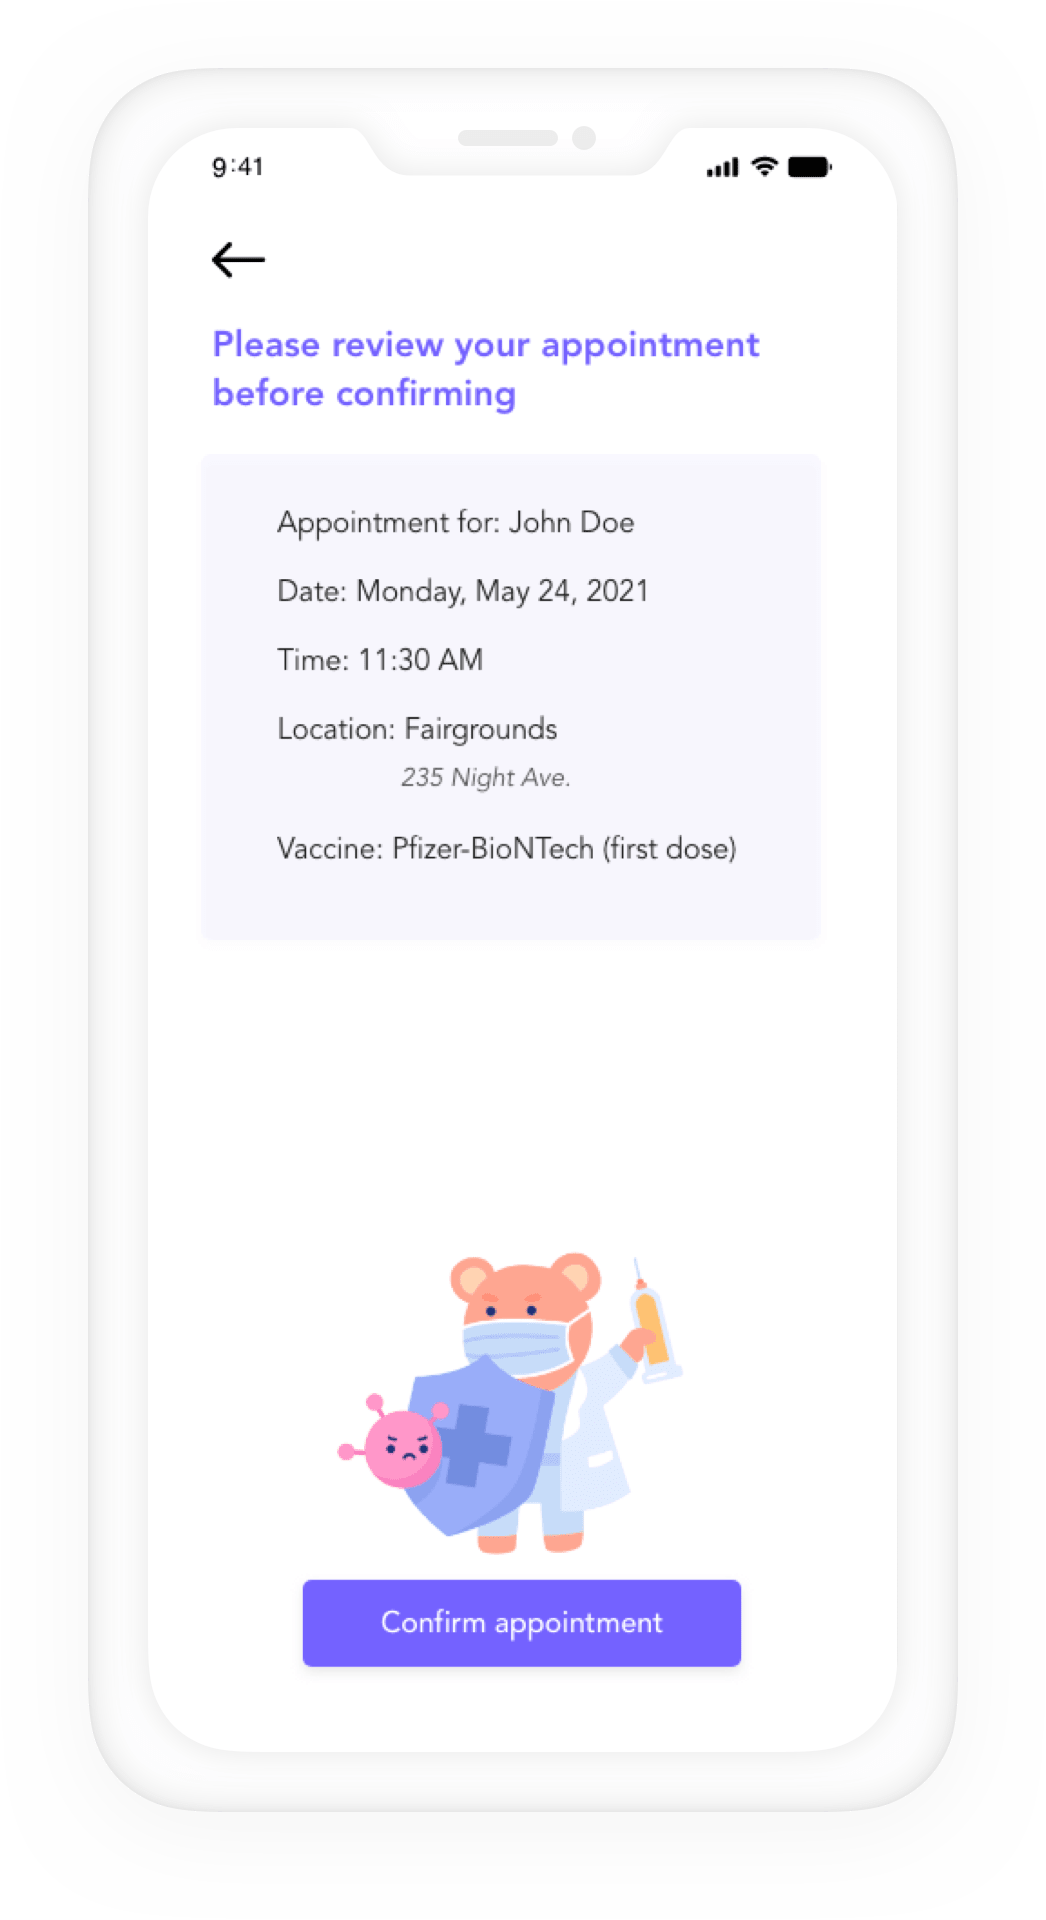 9:41
Please review your appointment
before confirming
Appointment for: John Doe
Date: Monday, May 24, 2021
Time: 11:30 AM
Location: Fairgrounds
235 Night Ave.
Vaccine: Pfizer-BioNTech (first dose)
Confirm appointment